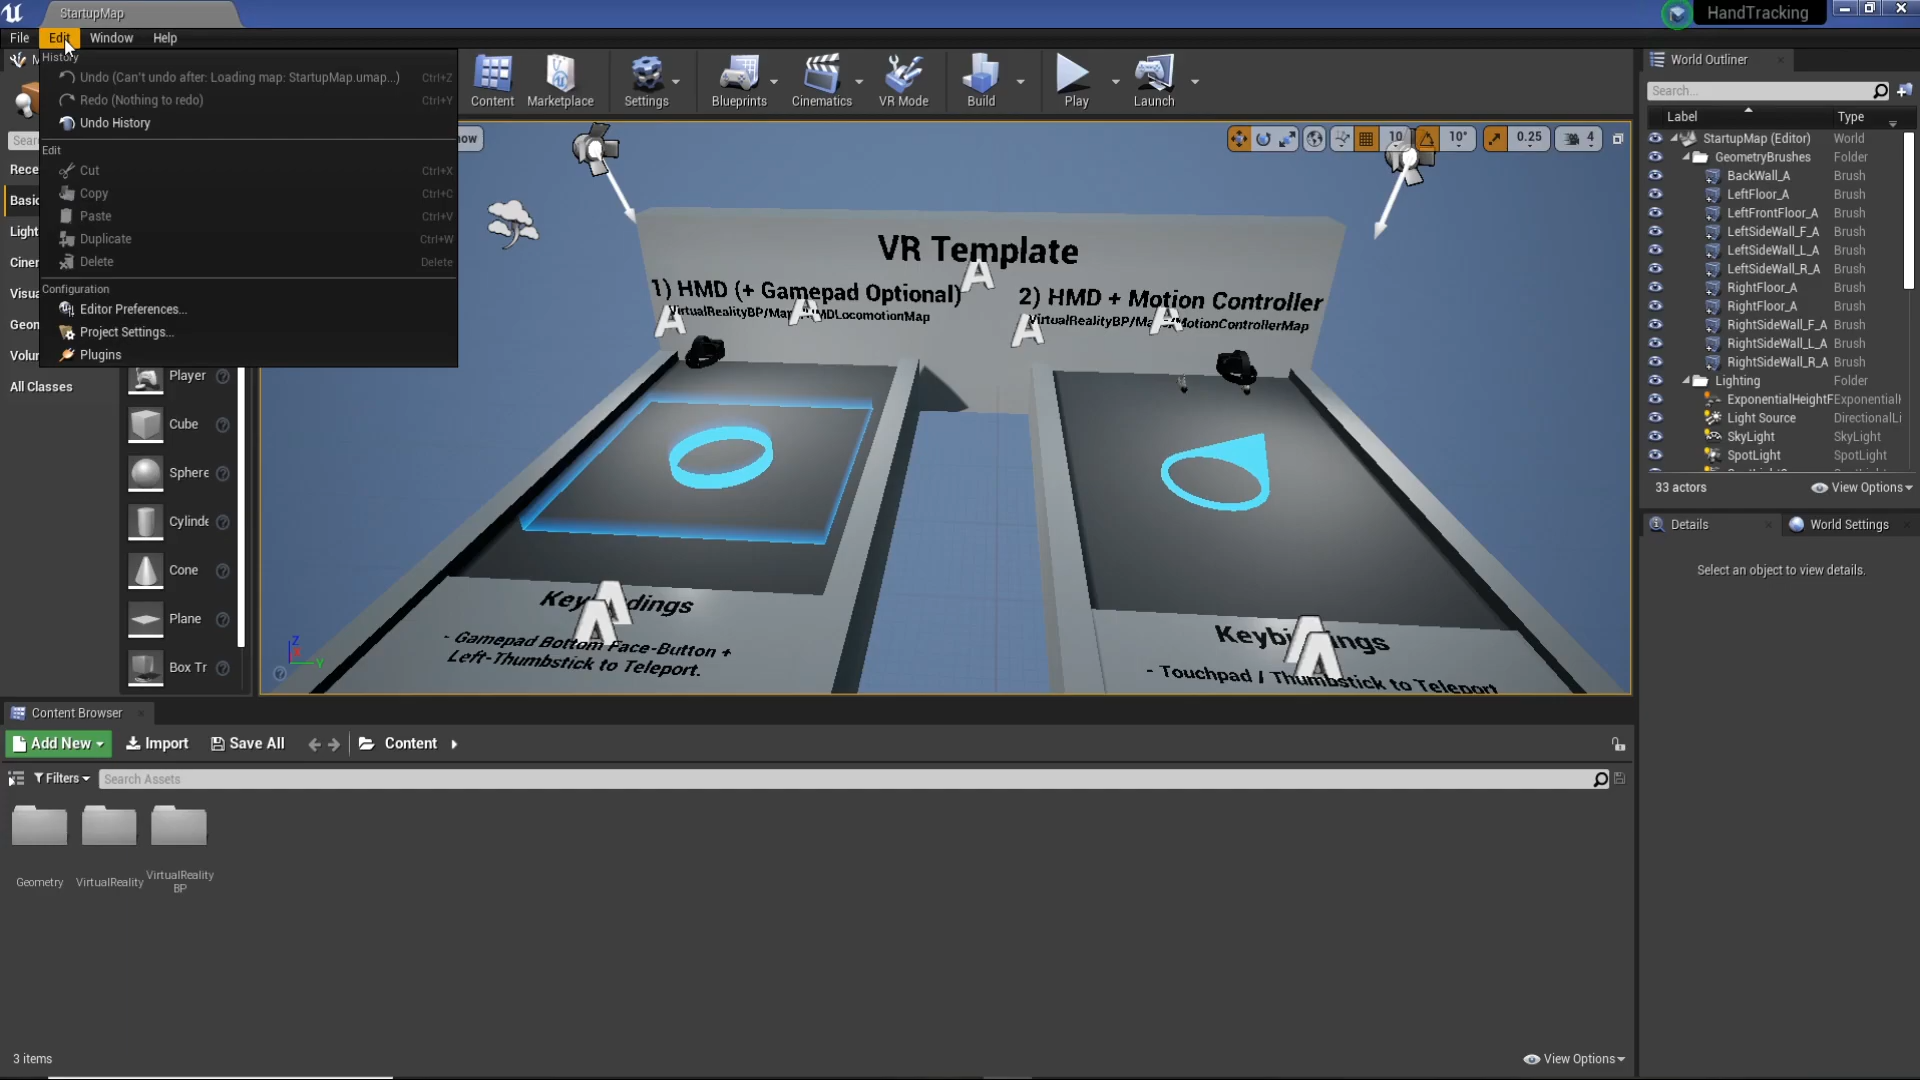 StartupMap
HandTracking
File Edit Window Help
History
Undo (Can't undo after: Loading map: StartupMap.umap...) Ctrl+Z
Redo (Nothing to redo) Ctrl+Y
Undo History
Edit
Cut Ctrl+X
Copy Ctrl+C
Paste Ctrl+V
Duplicate Ctrl+W
Delete Delete
Configuration
Editor Preferences...
Project Settings...
Plugins
Sear
Rece
Basic
Light
Cinen
Visua
Geon
Volun
All Classes
Player
Cube
Sphere
Cylinde
Cone
Plane
Box Tr
Content Marketplace Settings Blueprints Cinematics VR Mode Build Play Launch
10 10° 0.25 4
VR Template
1) HMD (+ Gamepad Optional)
2) HMD + Motion Controller
- Gamepad Bottom Face-Button +
Left-Thumbstick to Teleport.
- Touchpad / Thumbstick to Teleport
Z
Y
World Outliner
Search...
Label Type
StartupMap (Editor) World
GeometryBrushes Folder
BackWall_A Brush
LeftFloor_A Brush
LeftFrontFloor_A Brush
LeftSideWall_F_A Brush
LeftSideWall_L_A Brush
LeftSideWall_R_A Brush
RightFloor_A Brush
RightFloor_A Brush
RightSideWall_F_A Brush
RightSideWall_L_A Brush
RightSideWall_R_A Brush
Lighting Folder
ExponentialHeightF Exponentiall
Light Source DirectionalLi
SkyLight SkyLight
SpotLight SpotLight
33 actors View Options
Details World Settings
Select an object to view details.
Content Browser
Add New Import Save All Content
Filters Search Assets
Geometry VirtualReality VirtualReality
BP
3 items View Options